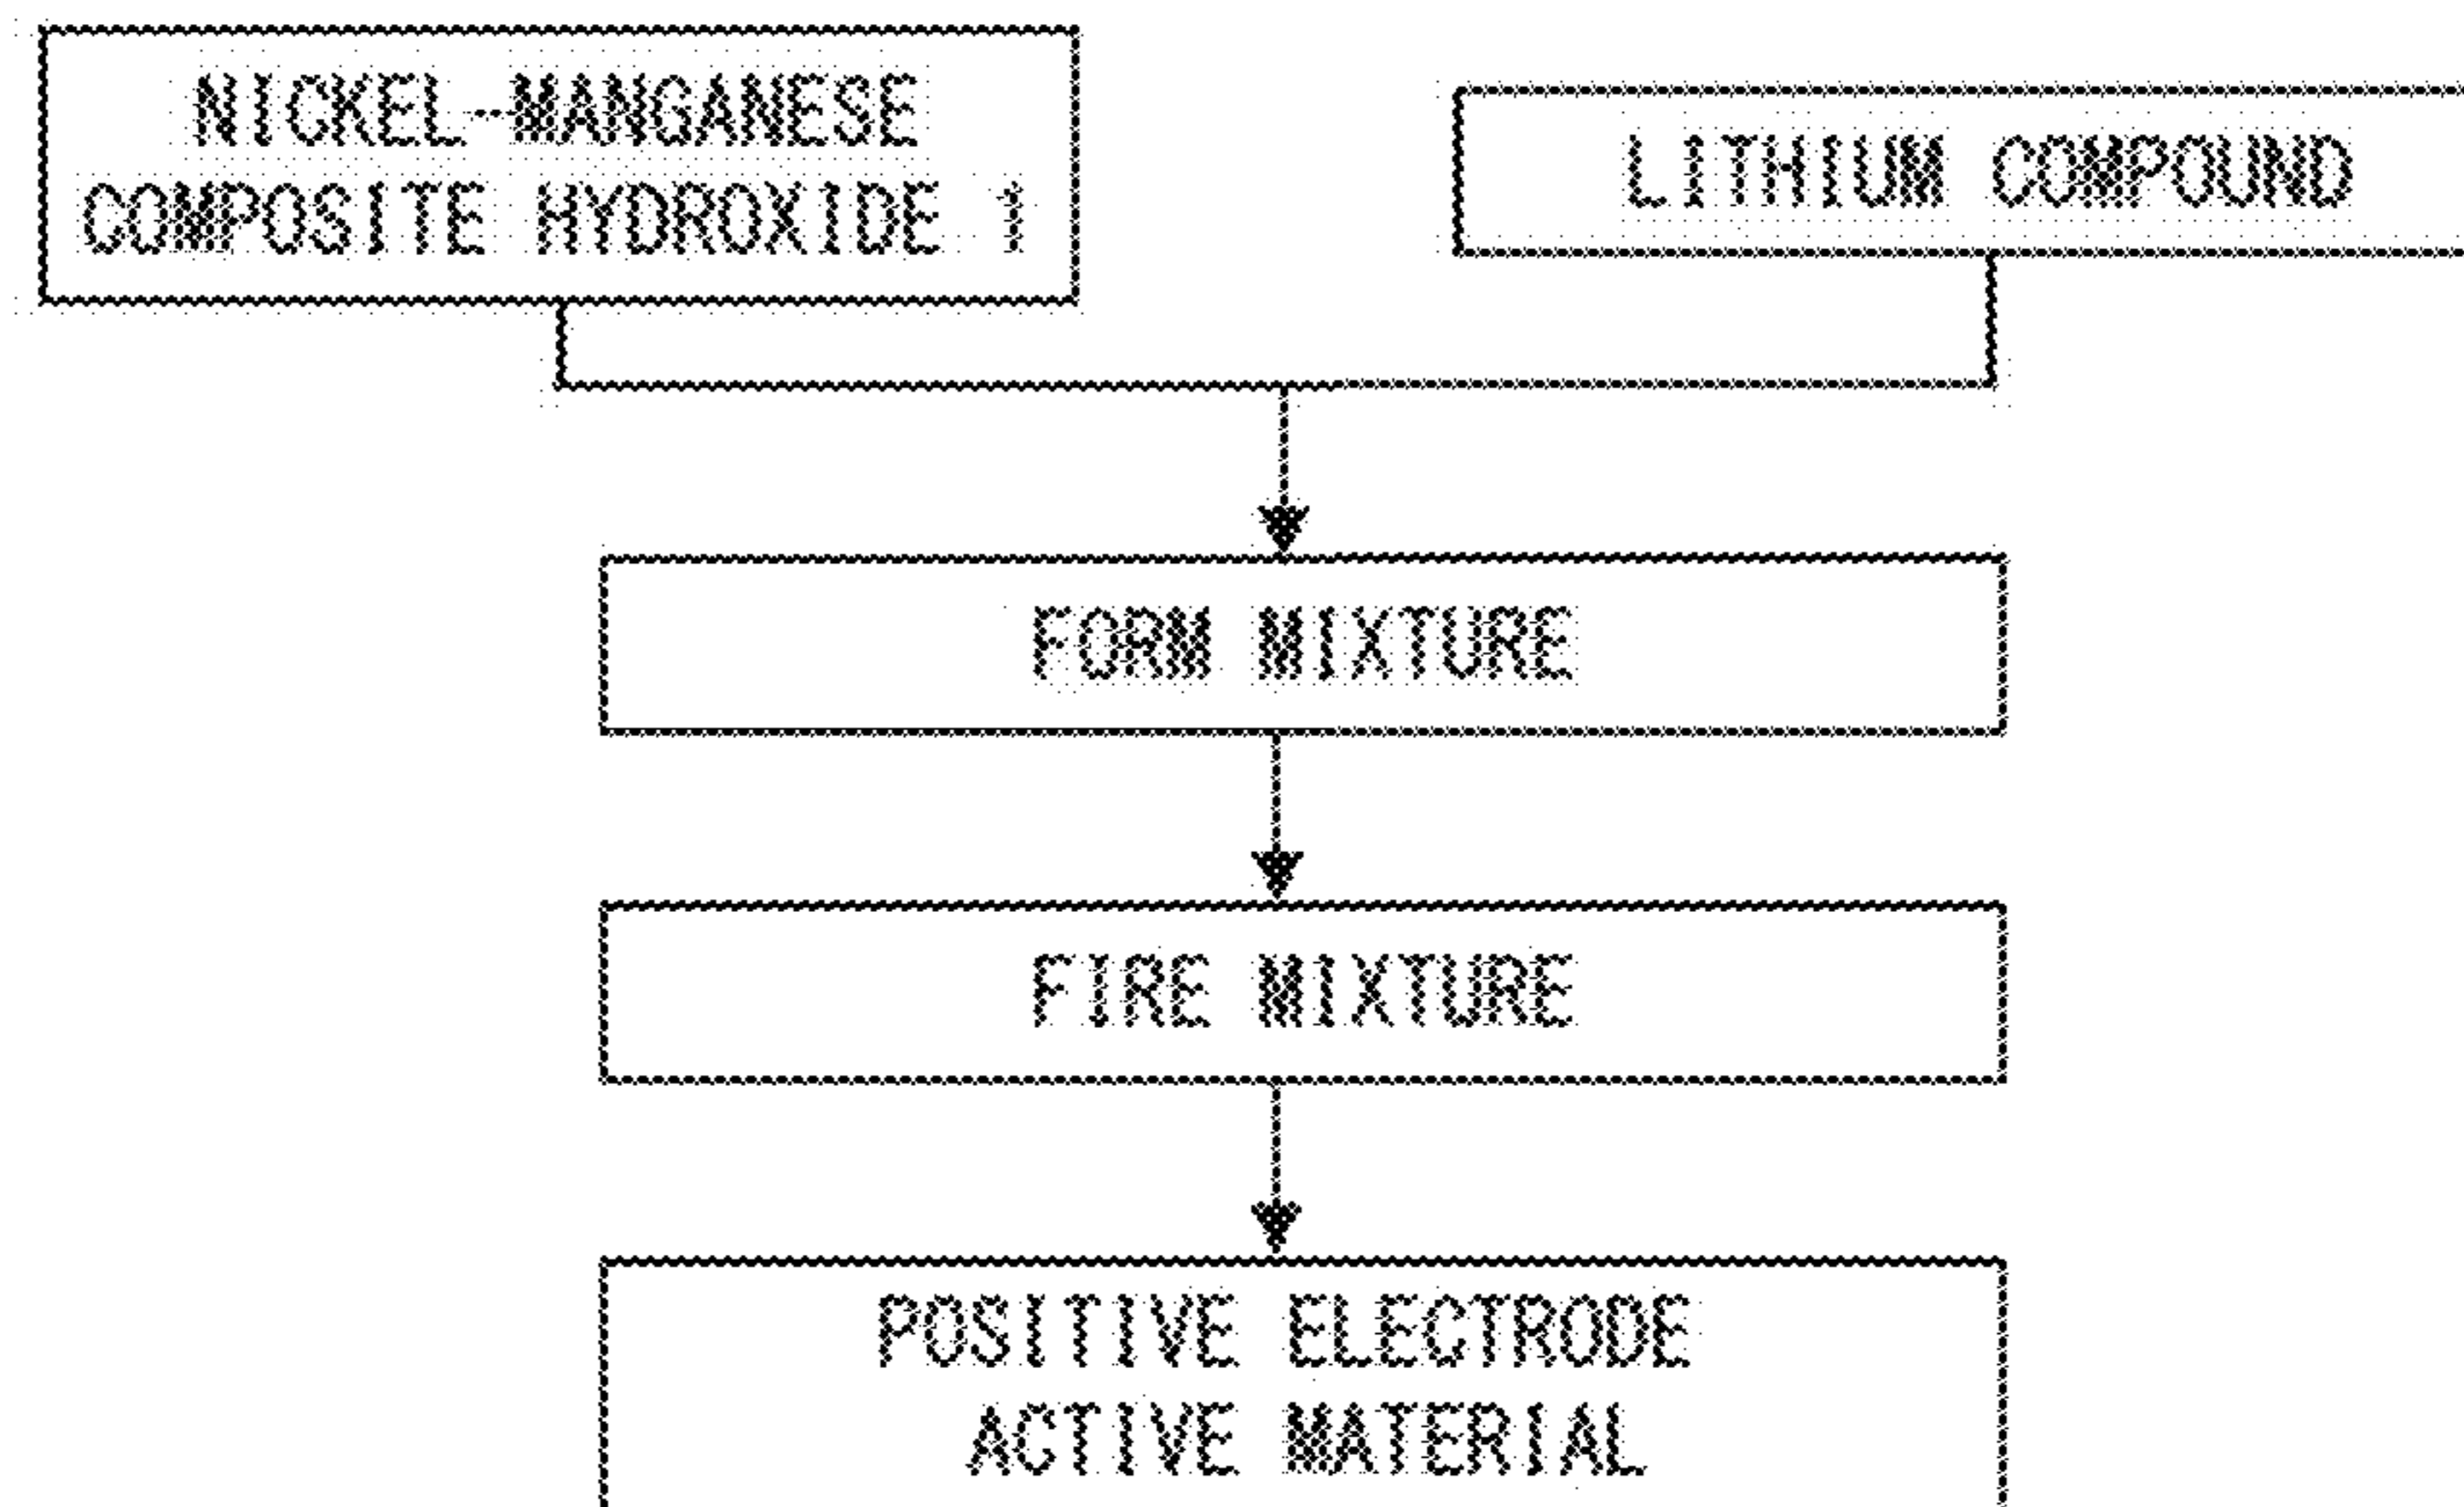 NICKEL-MANGANESE
COMPOSITE HYDROXIDE 1
LITHIUM COMPOUND
FORM MIXTURE
FIRE MIXTURE
POSITIVE ELECTRODE
ACTIVE MATERIAL